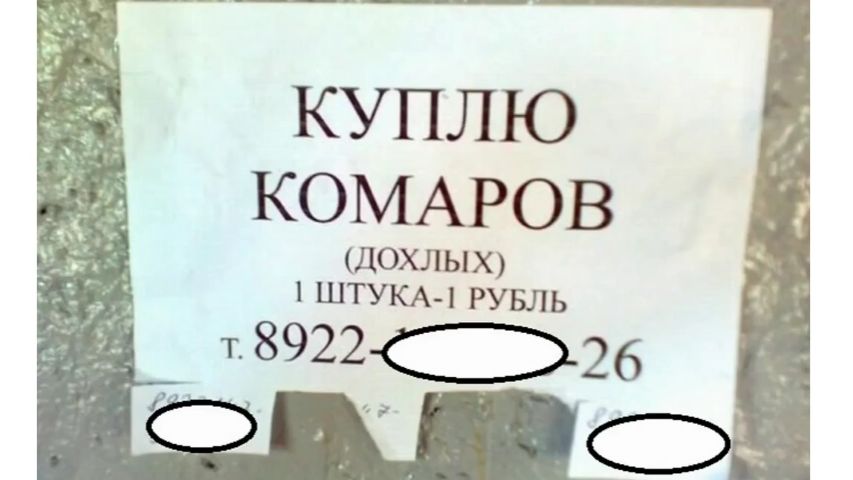 КУПЛЮ
КОМАРОВ
(ДОХЛЫХ)
1 ШТУКА-1 РУБЛЬ
т. 8922- -26